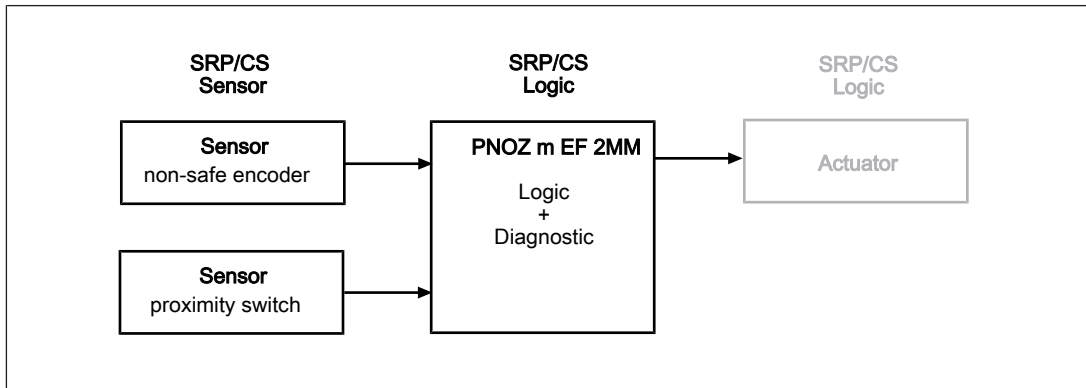 SRP/CS
Sensor
SRP/CS
Logic
SRP/CS
Logic
Sensor
non-safe encoder
PNOZ m EF 2MM
Logic
+
Diagnostic
Actuator
Sensor
proximity switch